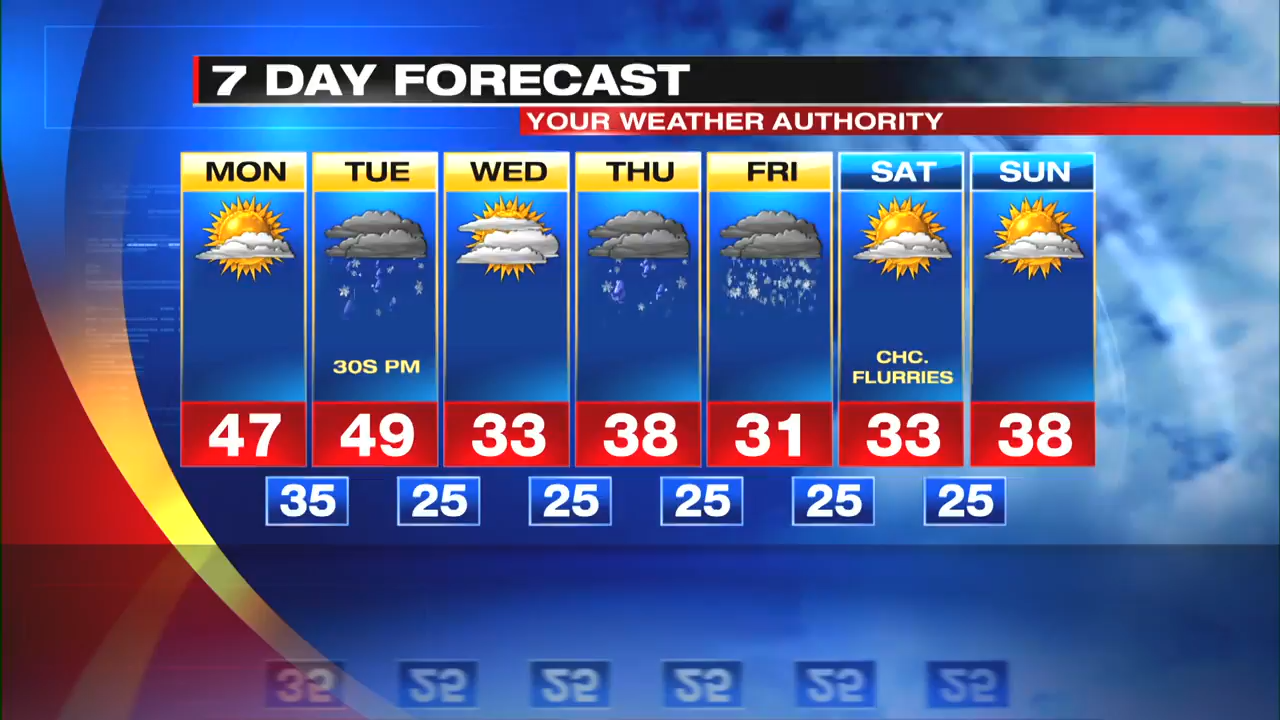 7 DAY FORECAST
YOUR WEATHER AUTHORITY
MON TUE WED THU FRI SAT SUN
30S PM
CHC.
FLURRIES
47 49 33 38 31 33 38
35 25 25 25 25 25